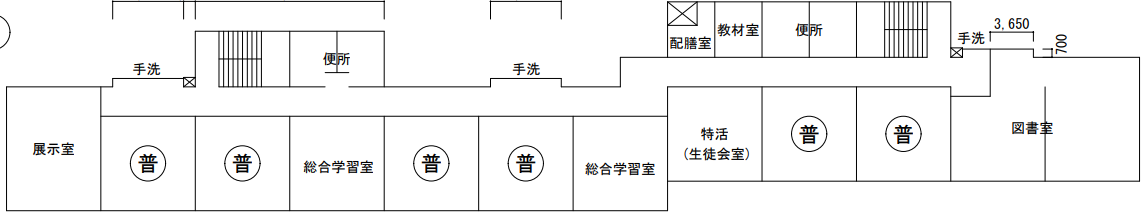 配膳室
教材室
便所
手洗
3,650
700
手洗
便所
手洗
展示室
普
普
総合学習室
普
普
総合学習室
特活
(生徒会室)
普
普
図書室